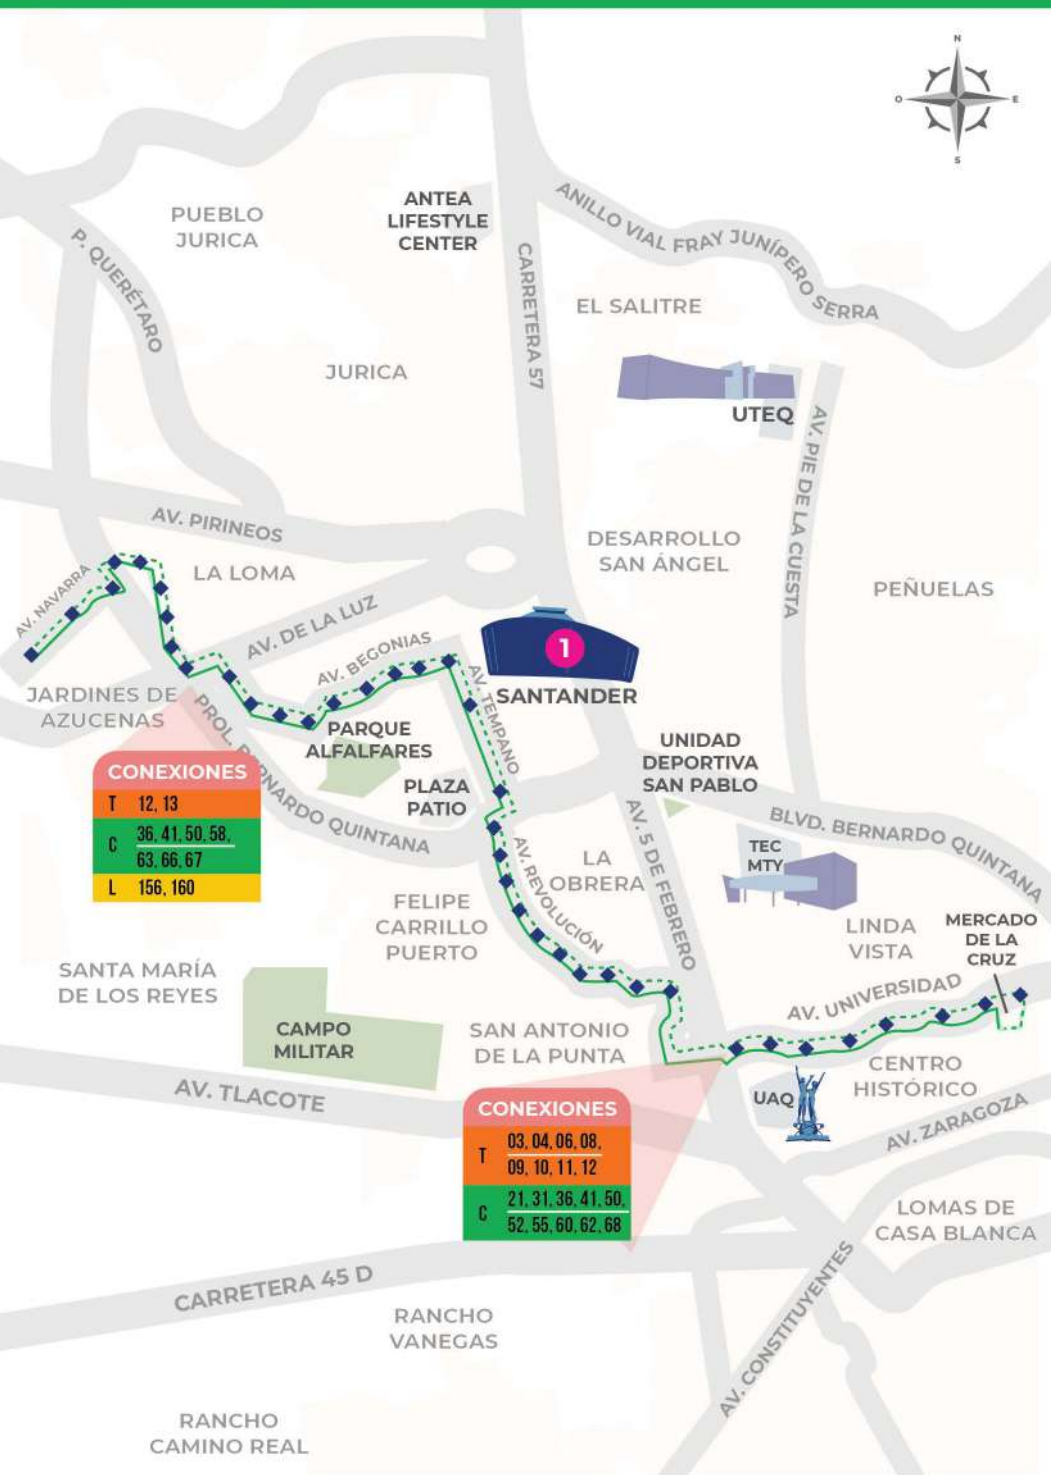 N
O
E
S
ANTEA
LIFESTYLE
CENTER
PUEBLO
JURICA
ANILLO VIAL FRAY JUNÍPERO SERRA
P. QUERÉTARO
CARRETERA 57
EL SALITRE
JURICA
UTEQ
AV. PIE DE LA CUESTA
AV. PIRINEOS
DESARROLLO
SAN ÁNGEL
LA LOMA
PEÑUELAS
AV. NAVARRA
AV. DE LA LUZ
AV. BEGONIAS
1
SANTANDER
JARDINES DE
AZUCENAS
AV. TEMPANO
PROL. BERNARDO QUINTANA
PARQUE
ALFALFARES
UNIDAD
DEPORTIVA
SAN PABLO
CONEXIONES
T 12, 13
C 36, 41, 50, 58,
63, 66, 67
L 156, 160
PLAZA
PATIO
AV. 5 DE FEBRERO
BLVD. BERNARDO QUINTANA
TEC
MTY
LA
OBRERA
AV. REVOLUCIÓN
FELIPE
CARRILLO
PUERTO
LINDA
VISTA
MERCADO
DE LA
CRUZ
SANTA MARÍA
DE LOS REYES
AV. UNIVERSIDAD
CAMPO
MILITAR
SAN ANTONIO
DE LA PUNTA
CENTRO
HISTÓRICO
AV. TLACOTE
UAQ
AV. ZARAGOZA
CONEXIONES
T 03, 04, 06, 08,
09, 10, 11, 12
C 21, 31, 36, 41, 50,
52, 55, 60, 62, 68
LOMAS DE
CASA BLANCA
CARRETERA 45 D
AV. CONSTITUYENTES
RANCHO
VANEGAS
RANCHO
CAMINO REAL